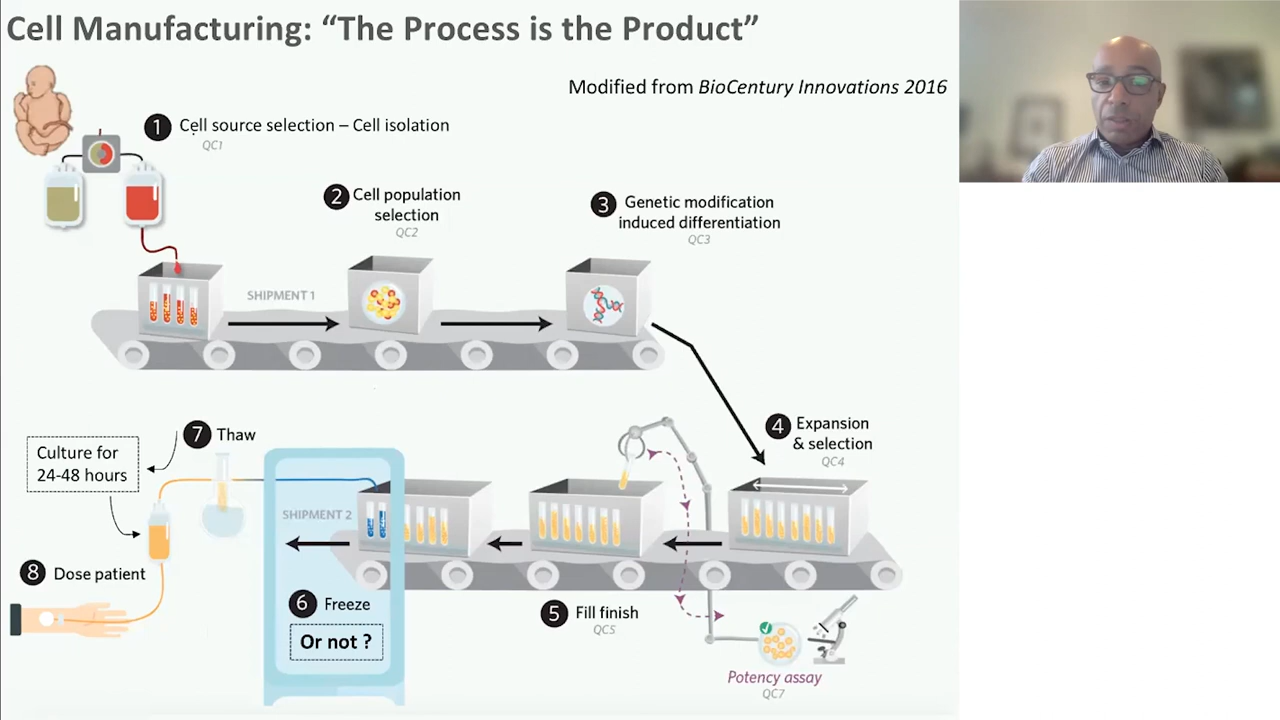 Cell Manufacturing: “The Process is the Product”
Modified from BioCentury Innovations 2016
1 Cell source selection – Cell isolation
QC1
2 Cell population
selection
QC2
3 Genetic modification
induced differentiation
QC3
SHIPMENT 1
4 Expansion
& selection
QC4
7 Thaw
Culture for
24-48 hours
SHIPMENT 2
8 Dose patient
6 Freeze
Or not ?
5 Fill finish
QC5
Potency assay
QC7